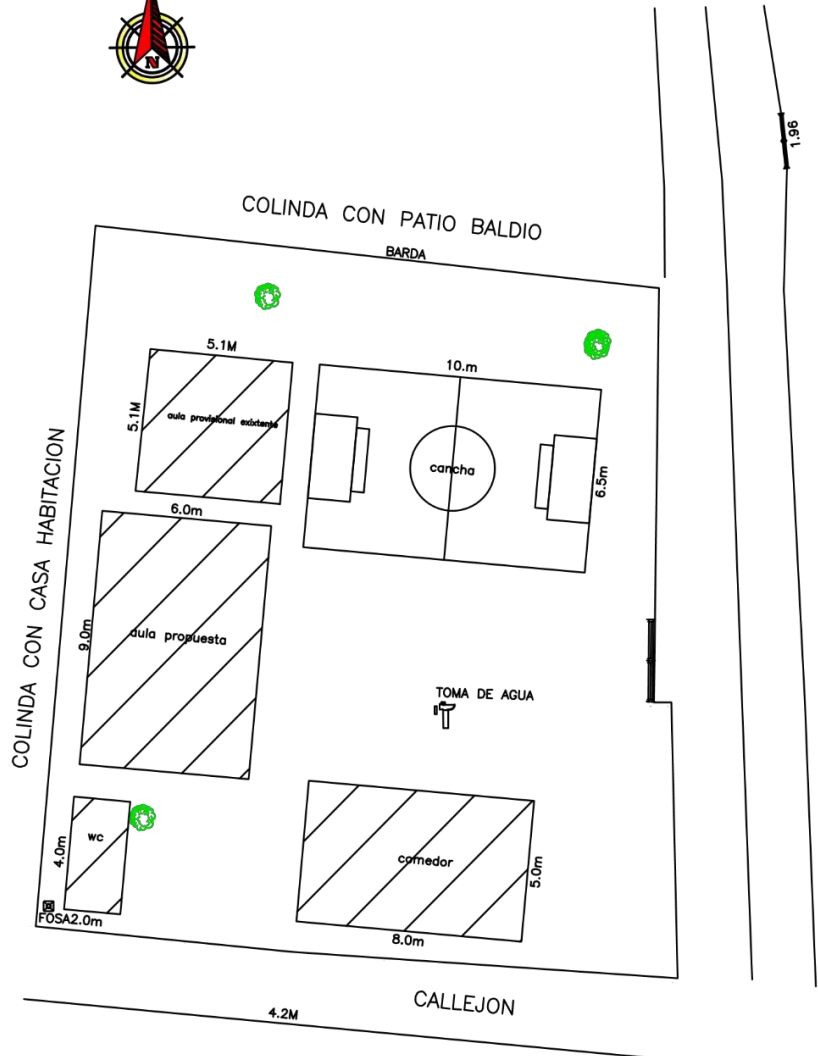 N
1.96
COLINDA CON PATIO BALDIO
BARDA
5.1M
10.m
5.1M
aula provisional exixtente
cancha
6.5m
COLINDA CON CASA HABITACION
6.0m
9.0m
aula propuesta
TOMA DE AGUA
wc
4.0m
comedor
5.0m
FOSA2.0m
8.0m
CALLEJON
4.2M